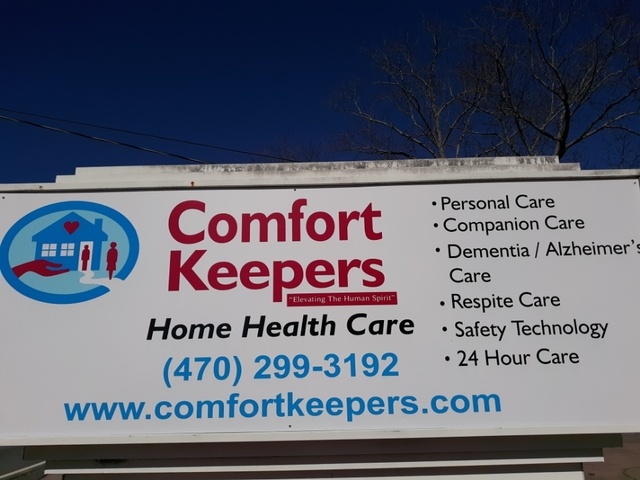 Comfort
Keepers
"Elevating The Human Spirit"
Home Health Care
(470) 299-3192
www.comfortkeepers.com
• Personal Care
• Companion Care
• Dementia / Alzheimer's
Care
• Respite Care
• Safety Technology
• 24 Hour Care